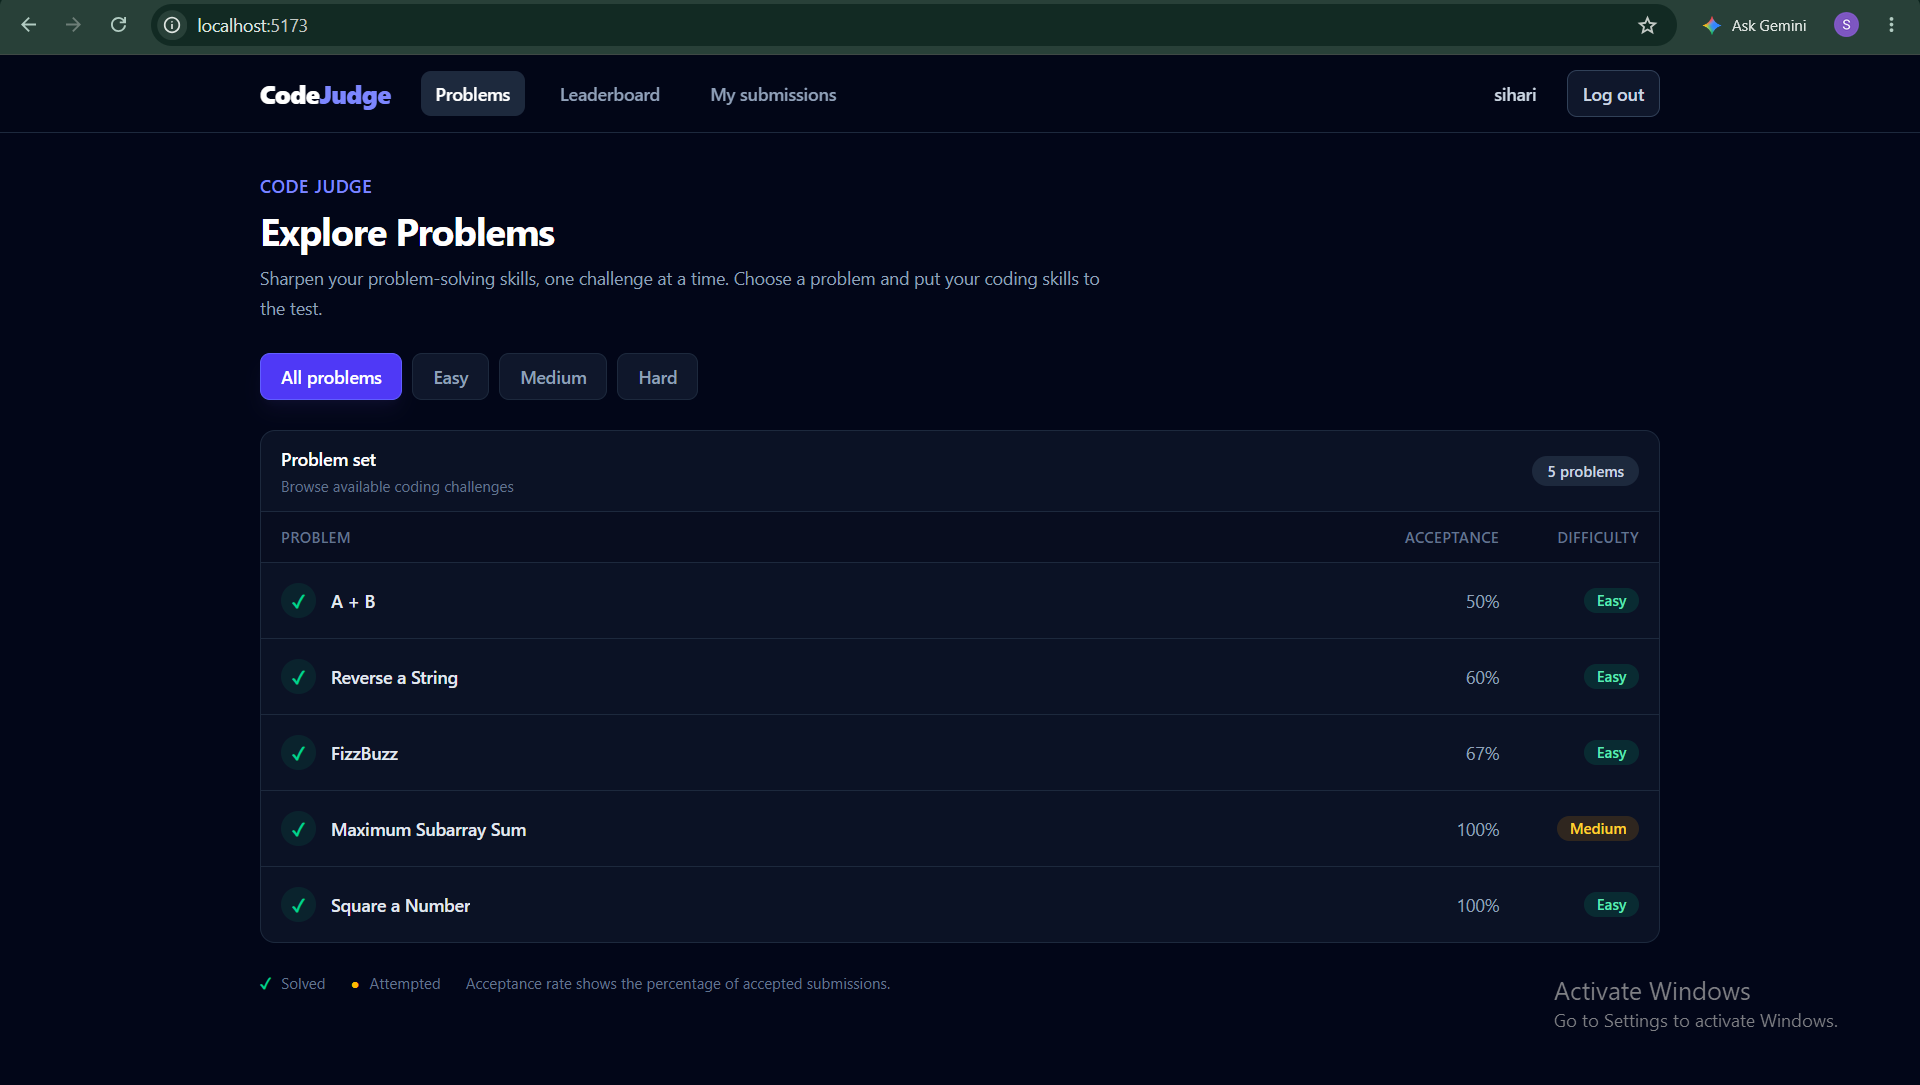 localhost:5173
Ask Gemini
S
CodeJudge
Problems
Leaderboard
My submissions
sihari
Log out
CODE JUDGE
Explore Problems
Sharpen your problem-solving skills, one challenge at a time. Choose a problem and put your coding skills to
the test.
All problems
Easy
Medium
Hard
Problem set
Browse available coding challenges
5 problems
PROBLEM ACCEPTANCE DIFFICULTY
A + B 50% Easy
Reverse a String 60% Easy
FizzBuzz 67% Easy
Maximum Subarray Sum 100% Medium
Square a Number 100% Easy
Solved Attempted Acceptance rate shows the percentage of accepted submissions.
Activate Windows
Go to Settings to activate Windows.